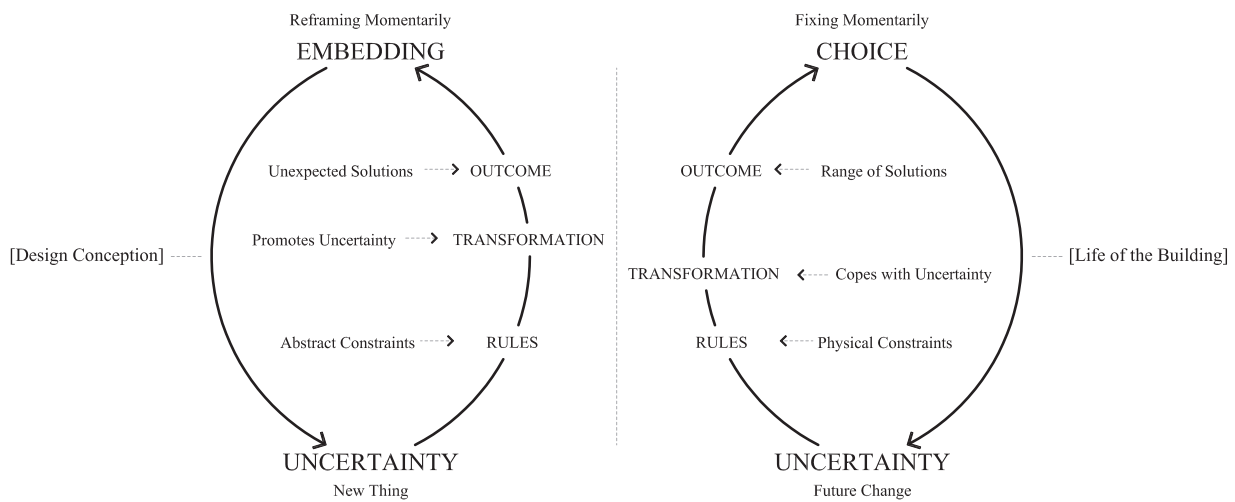 Reframing Momentarily
EMBEDDING
Unexpected Solutions
OUTCOME
Promotes Uncertainty
TRANSFORMATION
[Design Conception]
Abstract Constraints
RULES
UNCERTAINTY
New Thing
Fixing Momentarily
CHOICE
OUTCOME
Range of Solutions
[Life of the Building]
TRANSFORMATION
Copes with Uncertainty
RULES
Physical Constraints
UNCERTAINTY
Future Change